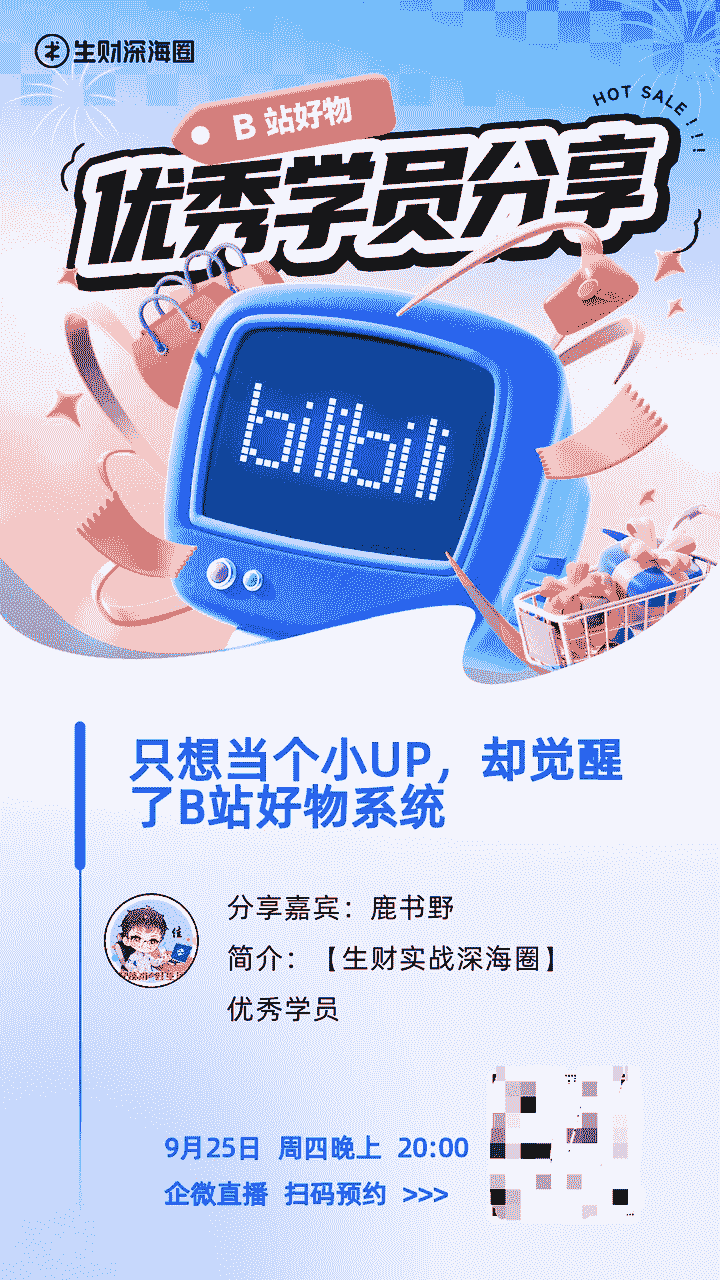 生财深海圈
B 站好物
HOT SALE !!!
优秀学员分享
bilibili
只想当个小UP，却觉醒
了B站好物系统
分享嘉宾：鹿书野
简介：【生财实战深海圈】
优秀学员
9月25日 周四晚上 20:00
企微直播 扫码预约 >>>